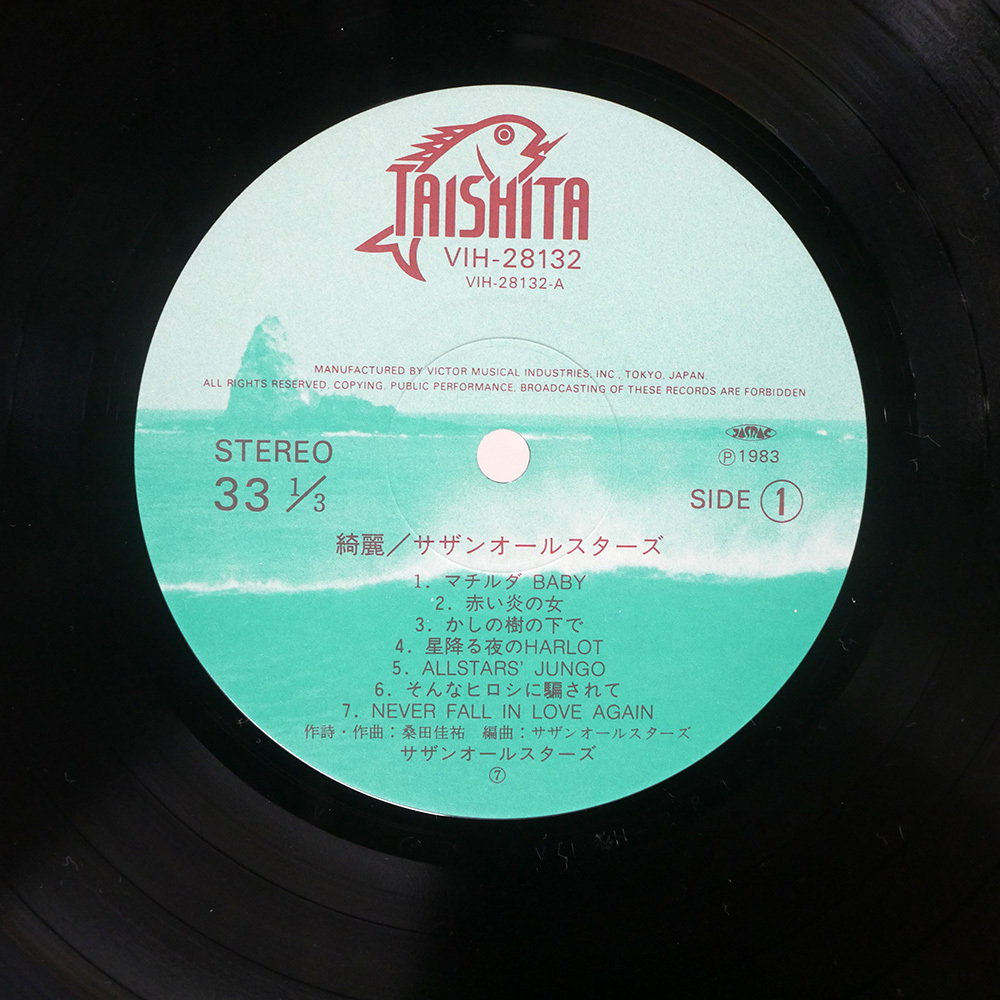 TAISHITA
VIH-28132
VIH-28132-A
MANUFACTURED BY VICTOR MUSICAL INDUSTRIES, INC., TOKYO, JAPAN
ALL RIGHTS RESERVED. COPYING, PUBLIC PERFORMANCE, BROADCASTING OF THESE RECORDS ARE FORBIDDEN
STEREO
33 1/3
JASRAC
Ⓟ1983
SIDE ①
綺麗／サザンオールスターズ
1. マチルダ BABY
2. 赤い炎の女
3. かしの樹の下で
4. 星降る夜のHARLOT
5. ALLSTARS' JUNGO
6. そんなヒロシに騙されて
7. NEVER FALL IN LOVE AGAIN
作詩・作曲：桑田佳祐 編曲：サザンオールスターズ
サザンオールスターズ
⑦